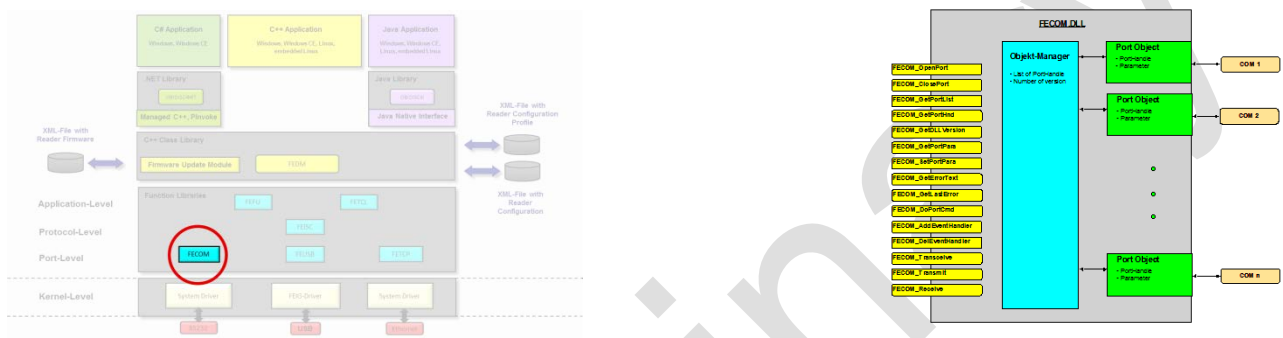 C# Application
Windows, Windows CE
C++ Application
Windows, Windows CE, Linux,
embedded Linux
Java Application
Windows, Windows CE,
Linux, embedded Linux
.NET Library
Managed C++, PInvoke
Java Library
Java Native Interface
XML-File with
Reader Firmware
XML-File with
Reader Configuration
Profile
C++ Class Library
Firmware Update Module
FEDM
XML-File with
Reader
Configuration
Function Libraries
Application-Level
FEFU
FETCL
Protocol-Level
FEISC
Port-Level
FECOM
FEUSB
FETCP
Kernel-Level
System Driver
FEIG-Driver
System Driver
RS232
USB
Ethernet
FECOM.DLL
FECOM_OpenPort
FECOM_ClosePort
FECOM_GetPortList
FECOM_GetPortHnd
FECOM_GetDLLVersion
FECOM_GetPortPara
FECOM_SetPortPara
FECOM_GetErrorText
FECOM_GetLastError
FECOM_DoPortCmd
FECOM_AddEventHandler
FECOM_DelEventHandler
FECOM_Transceive
FECOM_Transmit
FECOM_Receive
Objekt-Manager
- List of Port-Handle
- Number of version
Port Object
- Port-Handle
- Parameter
COM 1
Port Object
- Port-Handle
- Parameter
COM 2
Port Object
- Port-Handle
- Parameter
COM n